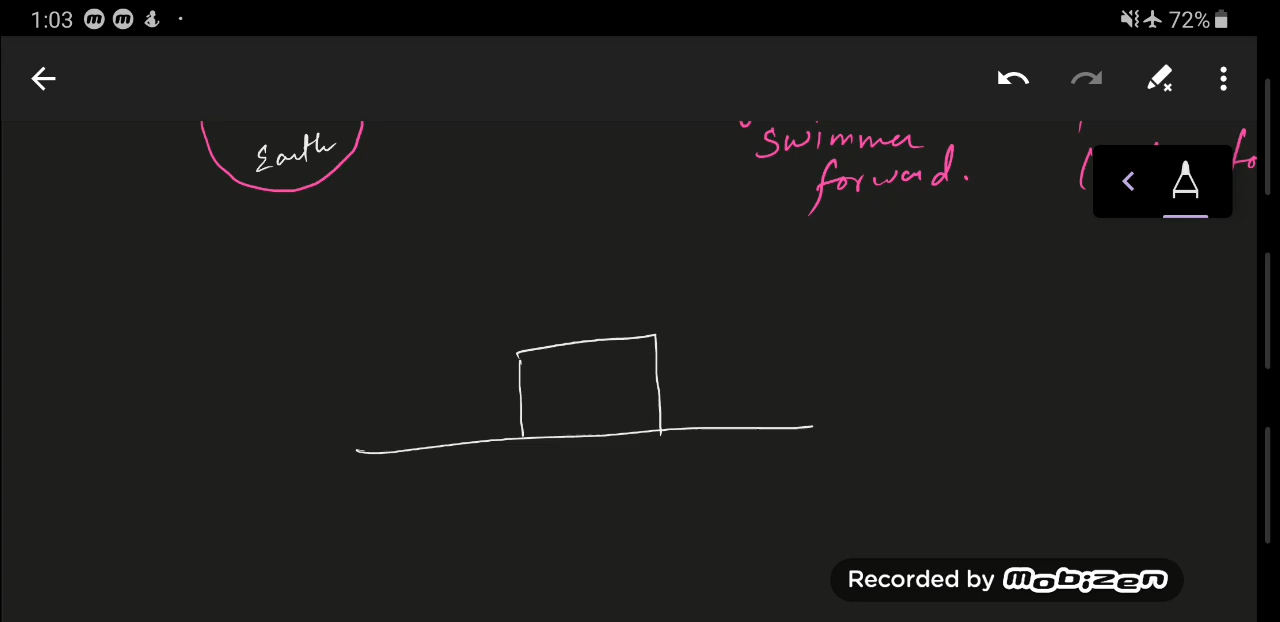 1:03
72%
Earth
swimmer
forward.
Recorded by mobizen